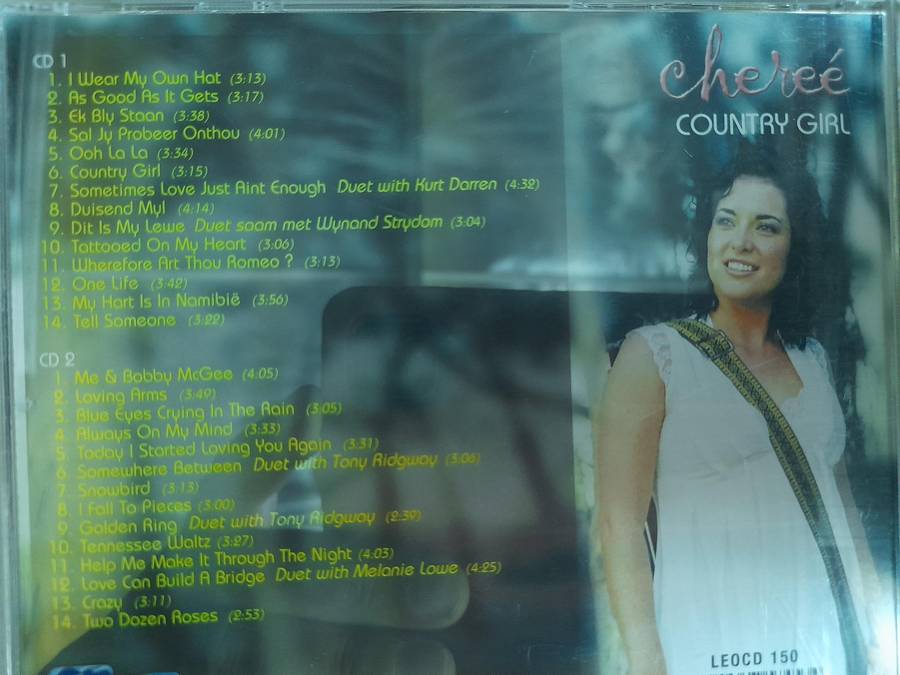 CD 1
1. I Wear My Own Hat (3:13)
2. As Good As It Gets (3:17)
3. Ek Bly Staan (3:38)
4. Sal Jy Probeer Onthou (4:01)
5. Ooh La La (3:34)
6. Country Girl (3:15)
7. Sometimes Love Just Aint Enough Duet with Kurt Darren (4:32)
8. Duisend Myl (4:14)
9. Dit Is My Lewe Duet saam met Wynand Strydom (3:04)
10. Tattooed On My Heart (3:06)
11. Wherefore Art Thou Romeo ? (3:13)
12. One Life (3:42)
13. My Hart Is In Namibië (3:56)
14. Tell Someone (3:22)
CD 2
1. Me & Bobby McGee (4:05)
2. Loving Arms (3:49)
3. Blue Eyes Crying In The Rain (3:05)
4. Always On My Mind (3:33)
5. Today I Started Loving You Again (3:31)
6. Somewhere Between Duet with Tony Ridgway (3:06)
7. Snowbird (3:13)
8. I Fall To Pieces (3:00)
9. Golden Ring Duet with Tony Ridgway (2:39)
10. Tennessee Waltz (3:27)
11. Help Me Make It Through The Night (4:03)
12. Love Can Build A Bridge Duet with Melanie Lowe (4:25)
13. Crazy (3:11)
14. Two Dozen Roses (2:53)
chereé
COUNTRY GIRL
LEOCD 150